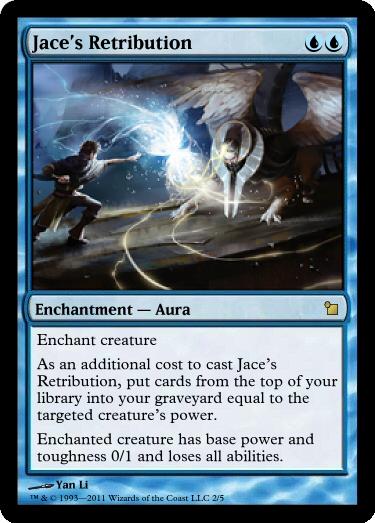 Jace's Retribution
Enchantment — Aura
Enchant creature
As an additional cost to cast Jace's
Retribution, put cards from the top of your
library into your graveyard equal to the
targeted creature's power.
Enchanted creature has base power and
toughness 0/1 and loses all abilities.
Yan Li
™ & © 1993—2011 Wizards of the Coast LLC 2/5